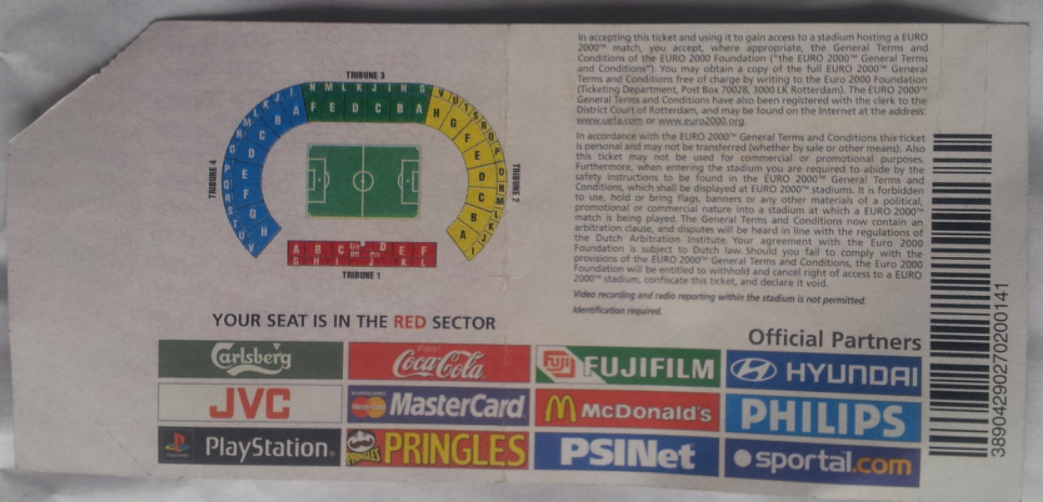 TRIBUNE 3
N M L K J I H G
F E D C B A
L K J I
B A
H G
TRIBUNE 4
TRIBUNE 2
A B C D E F
G H I J K L
TRIBUNE 1
YOUR SEAT IS IN THE RED SECTOR
In accepting this ticket and using it to gain access to a stadium hosting a EURO
2000™ match, you accept, where appropriate, the General Terms and
Conditions of the EURO 2000 Foundation ("the EURO 2000™ General Terms
and Conditions"). You may obtain a copy of the full EURO 2000™ General
Terms and Conditions free of charge by writing to the Euro 2000 Foundation
(Ticketing Department, Post Box 70028, 3000 LK Rotterdam). The EURO 2000™
General Terms and Conditions have also been registered with the clerk to the
District Court of Rotterdam, and may be found on the Internet at the address:
www.uefa.com or www.euro2000.org.
In accordance with the EURO 2000™ General Terms and Conditions this ticket
is personal and may not be transferred (whether by sale or other means). Also
this ticket may not be used for commercial or promotional purposes.
Furthermore, when entering the stadium you are required to abide by the
safety instructions to be found in the EURO 2000™ General Terms and
Conditions, which shall be displayed at EURO 2000™ stadiums. It is forbidden
to use, hold or bring flags, banners or any other materials of a political,
promotional or commercial nature into a stadium at which a EURO 2000™
match is being played. The General Terms and Conditions now contain an
arbitration clause, and disputes will be heard in line with the regulations of
the Dutch Arbitration Institute. Your agreement with the Euro 2000
Foundation is subject to Dutch law. Should you fail to comply with the
provisions of the EURO 2000™ General Terms and Conditions, the Euro 2000
Foundation will be entitled to withhold and cancel right of access to a EURO
2000™ stadium, confiscate this ticket, and declare it void.
Video recording and radio reporting within the stadium is not permitted.
Identification required.
Official Partners
Carlsberg
Coca-Cola
FUJI FUJIFILM
HYUNDAI
JVC
MasterCard MasterCard
McDonald's
PHILIPS
PlayStation
PRINGLES PRINGLES
PSINet
sportal.com
3890429027020014​1